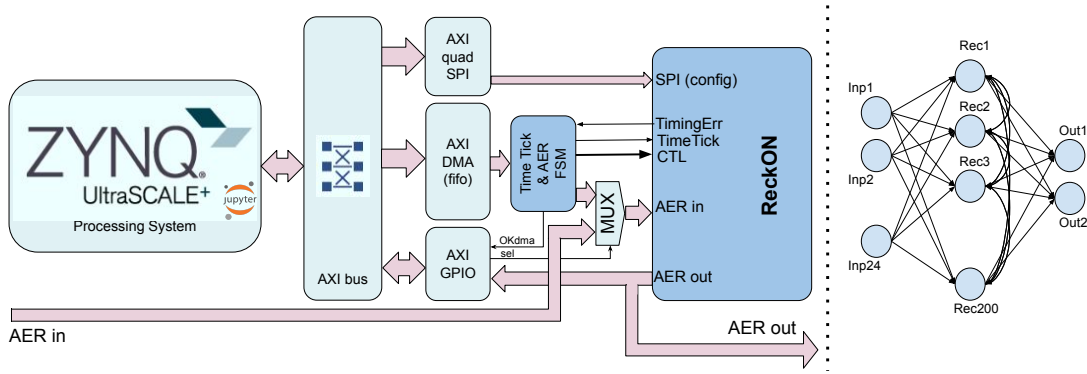 ZYNQ®
UltraSCALE+
jupyter
Processing System
AXI bus
AXI
quad
SPI
AXI
DMA
(fifo)
AXI
GPIO
Time Tick
& AER
FSM
OKdma
sel
MUX
SPI (config)
TimingErr
TimeTick
CTL
AER in
AER out
ReckON
AER in
AER out
Inp1
Inp2
Inp24
Rec1
Rec2
Rec3
Rec200
Out1
Out2